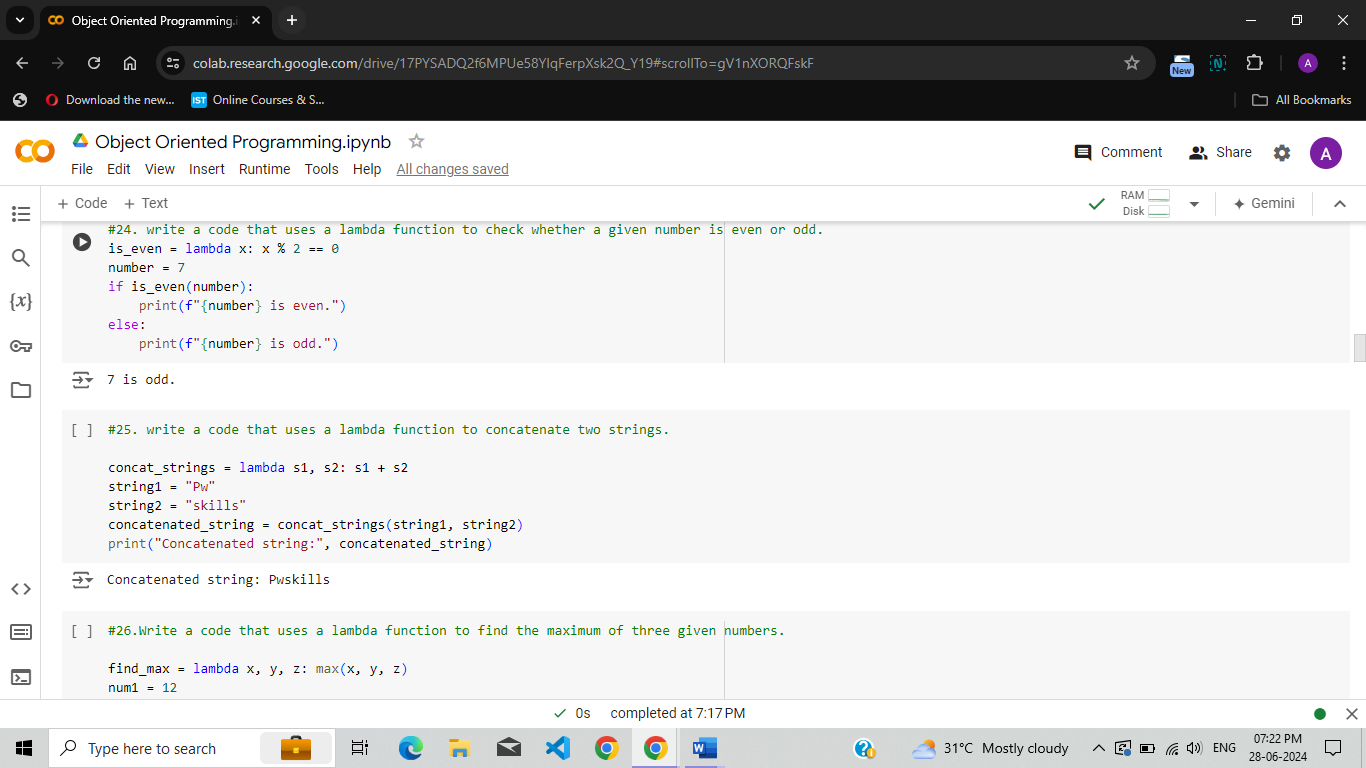 Object Oriented Programming.i
colab.research.google.com/drive/17PYSADQ2f6MPUe58YIqFerpXsk2Q_Y19#scrollTo=gV1nXORQFskF
New
A
Download the new...
IST Online Courses & S...
All Bookmarks
Object Oriented Programming.ipynb
File Edit View Insert Runtime Tools Help All changes saved
Comment
Share
A
+ Code + Text
RAM
Disk
Gemini
#24. write a code that uses a lambda function to check whether a given number is even or odd.
is_even = lambda x: x % 2 == 0
number = 7
if is_even(number):
    print(f"{number} is even.")
else:
    print(f"{number} is odd.")
7 is odd.
[ ] #25. write a code that uses a lambda function to concatenate two strings.
concat_strings = lambda s1, s2: s1 + s2
string1 = "Pw"
string2 = "skills"
concatenated_string = concat_strings(string1, string2)
print("Concatenated string:", concatenated_string)
Concatenated string: Pwskills
[ ] #26.Write a code that uses a lambda function to find the maximum of three given numbers.
find_max = lambda x, y, z: max(x, y, z)
num1 = 12
0s completed at 7:17 PM
Type here to search
31°C Mostly cloudy
ENG
07:22 PM
28-06-2024